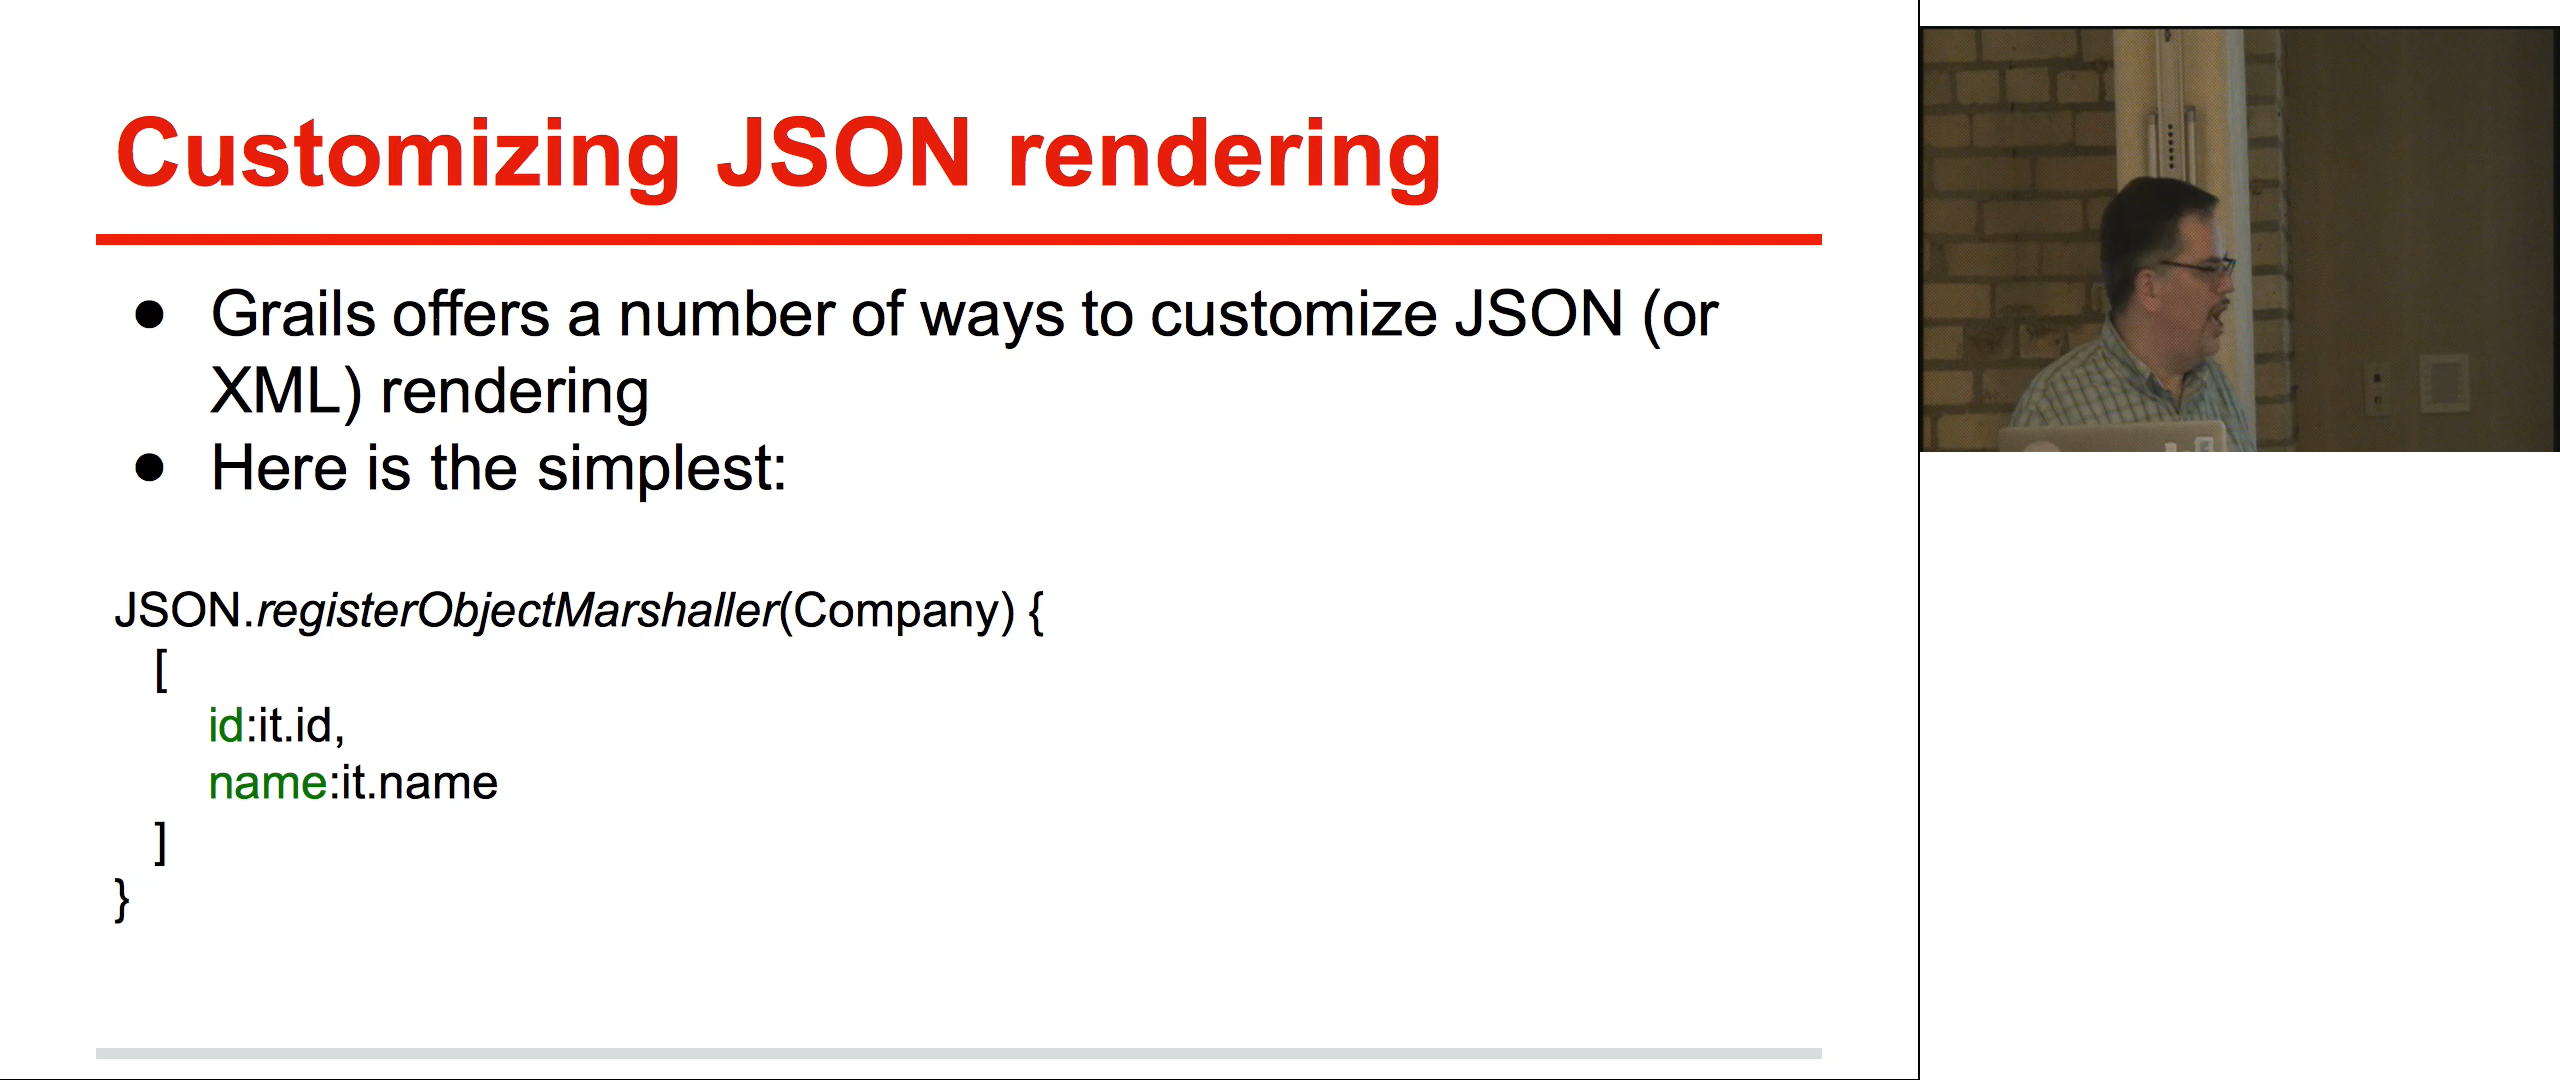 Customizing JSON rendering
● Grails offers a number of ways to customize JSON (or
XML) rendering
● Here is the simplest:
JSON.registerObjectMarshaller(Company) {
[
id:it.id,
name:it.name
]
}